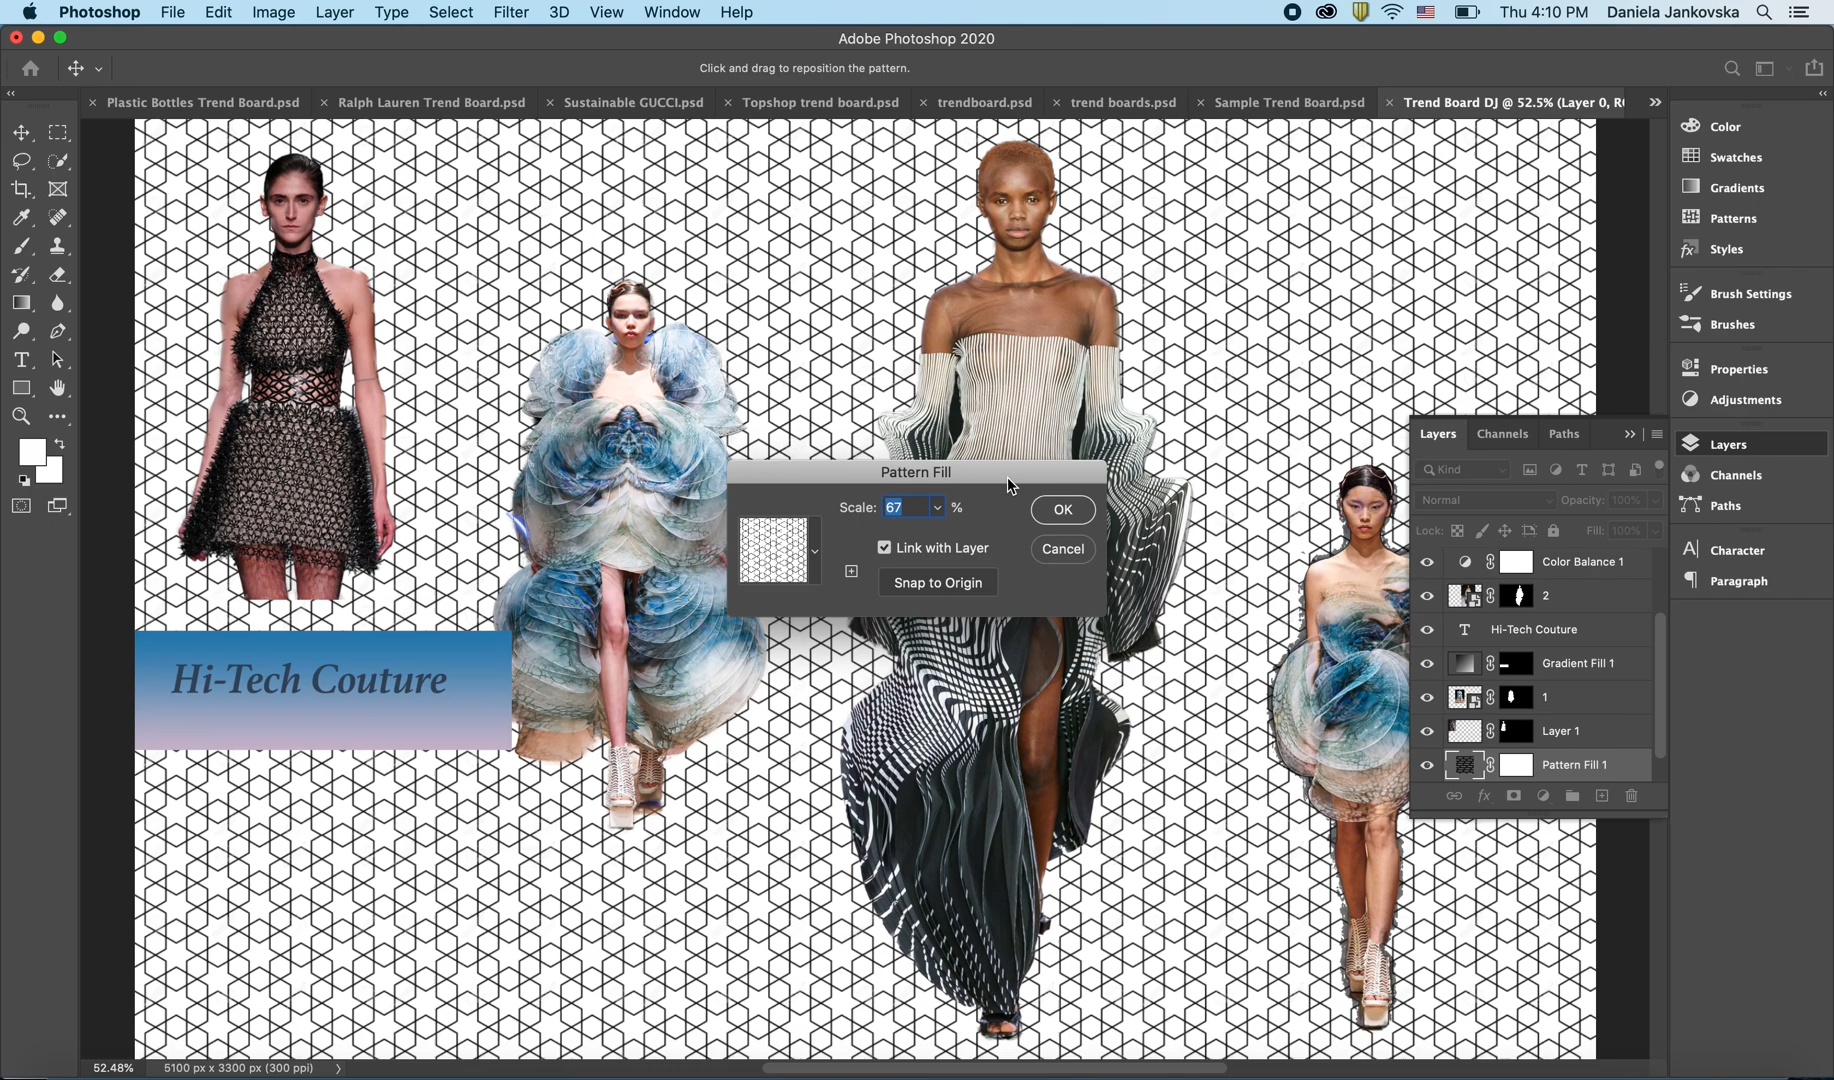 Photoshop File Edit Image Layer Type Select Filter 3D View Window Help Thu 4:10 PM Daniela Jankovska
Adobe Photoshop 2020
Click and drag to reposition the pattern.
Plastic Bottles Trend Board.psd Ralph Lauren Trend Board.psd Sustainable GUCCI.psd Topshop trend board.psd trendboard.psd trend boards.psd Sample Trend Board.psd Trend Board DJ @ 52.5% (Layer 0,
Color
Swatches
Gradients
Patterns
Styles
Brush Settings
Brushes
Properties
Adjustments
Layers
Channels
Paths
Character
Paragraph
Pattern Fill
Scale: 67 %
OK
Link with Layer
Cancel
Snap to Origin
Hi-Tech Couture
Layers Channels Paths
Kind
Normal Opacity: 100%
Lock: Fill: 100%
Color Balance 1
2
T Hi-Tech Couture
Gradient Fill 1
1
Layer 1
Pattern Fill 1
fx
52.48% 5100 px x 3300 px (300 ppi)